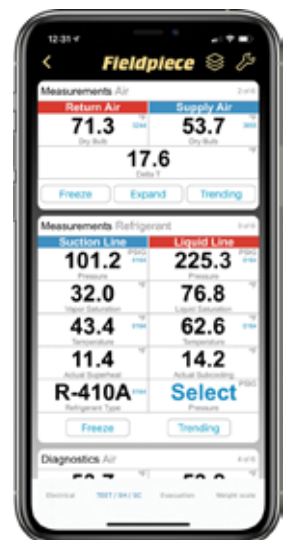 12:31
Fieldpiece
Measurements Air 2 of 6
Return Air Supply Air
71.3 °F 53.7 °F
Dry Bulb Dry Bulb
17.6 °F
Delta T
Freeze Expand Trending
Measurements Refrigerant 3 of 6
Suction Line Liquid Line
101.2 PSIG 225.3 PSIG
Pressure Pressure
32.0 °F 76.8 °F
Vapor Saturation Liquid Saturation
43.4 °F 62.6 °F
Temperature Temperature
11.4 °F 14.2 °F
Actual Superheat Actual Subcooling
R-410A Select PSIG
Refrigerant Type Pressure
Freeze Trending
Diagnostics Air 4 of 6
Electrical TEST / SH / SC Evacuation Weight scale